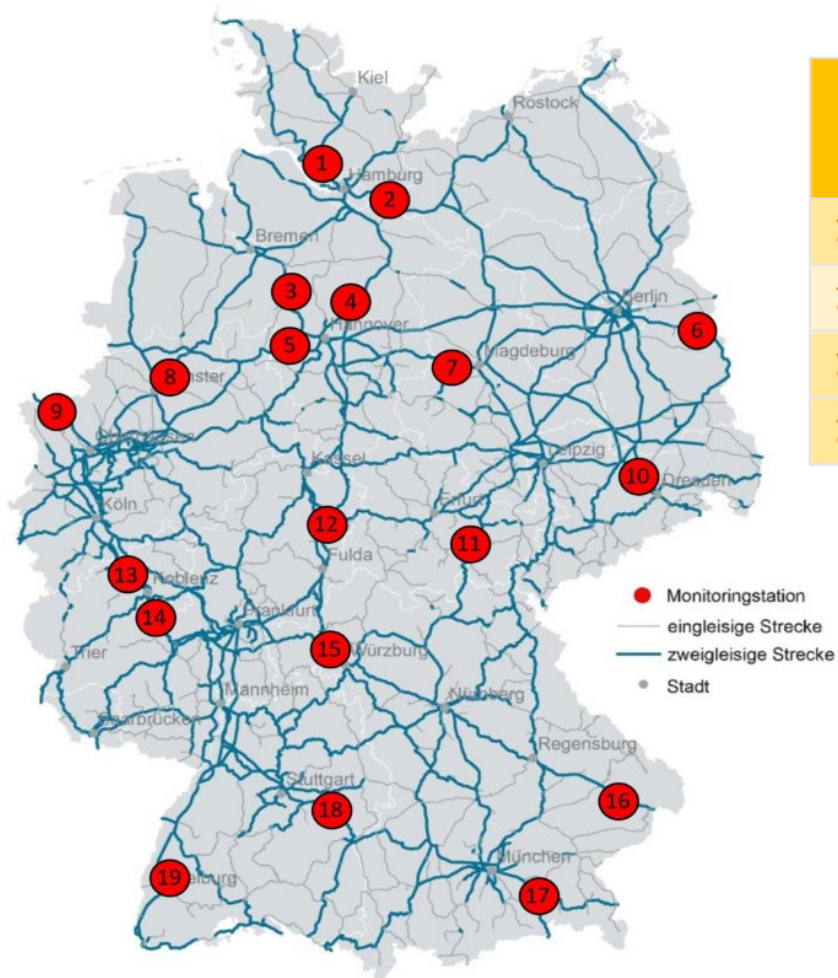 Kiel
Rostock
1
Hamburg
2
Bremen
3
4
Berlin
Hannover
6
5
7
Magdeburg
8
9
Kassel
Leipzig
10
Dresden
Köln
Erfurt
12
11
Fulda
13
Koblenz
14
Frankfurt
Monitoringstation
eingleisige Strecke
15
Würzburg
zweigleisige Strecke
Trier
Stadt
Mannheim
Nürnberg
Saarbrücken
Regensburg
Stuttgart
16
18
München
19
17